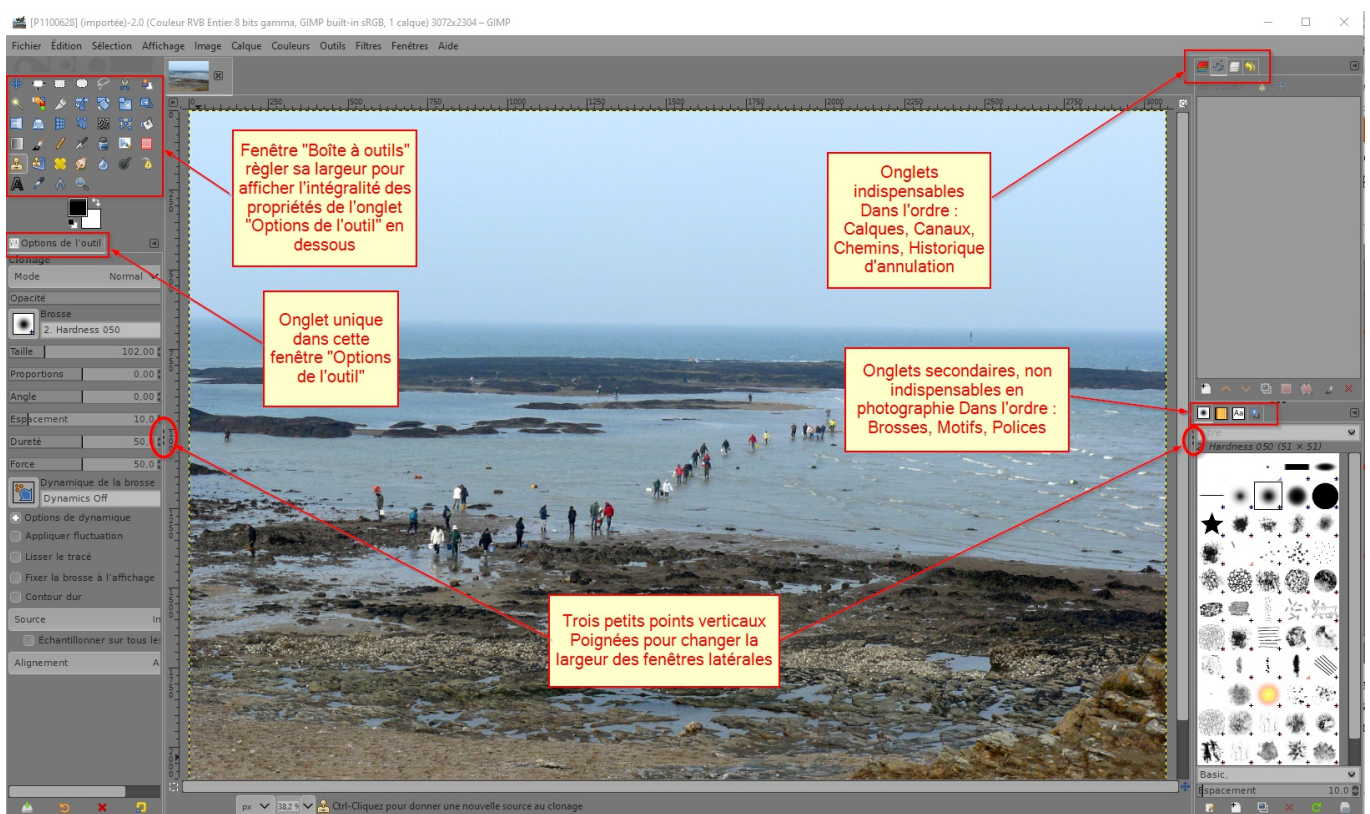 [P1100628] (importée)-2.0 (Couleur RVB Entier 8 bits gamma, GIMP built-in sRGB, 1 calque) 3072x2304 – GIMP
Fichier Édition Sélection Affichage Image Calque Couleurs Outils Filtres Fenêtres Aide
Fenêtre "Boîte à outils"
règler sa largeur pour
afficher l'intégralité des
propriétés de l'onglet
"Options de l'outil" en
dessous
Onglets
indispensables
Dans l'ordre :
Calques, Canaux,
Chemins, Historique
d'annulation
Options de l'outil
Clonage
Mode Normal
Opacité
Brosse
2. Hardness 050
Taille 102,00
Proportions 0,00
Angle 0,00
Espacement 10,0
Dureté 50,
Force 50,0
Dynamique de la brosse
Dynamics Off
Options de dynamique
Appliquer fluctuation
Lisser le tracé
Fixer la brosse à l'affichage
Contour dur
Source In
Échantillonner sur tous les
Alignement A
Onglet unique
dans cette
fenêtre "Options
de l'outil"
Onglets secondaires, non
indispensables en
photographie Dans l'ordre :
Brosses, Motifs, Polices
Trois petits points verticaux
Poignées pour changer la
largeur des fenêtres latérales
Aa
2. Hardness 050 (51 × 51)
Basic,
Espacement 10,0
px 38,2 % Ctrl-Cliquez pour donner une nouvelle source au clonage